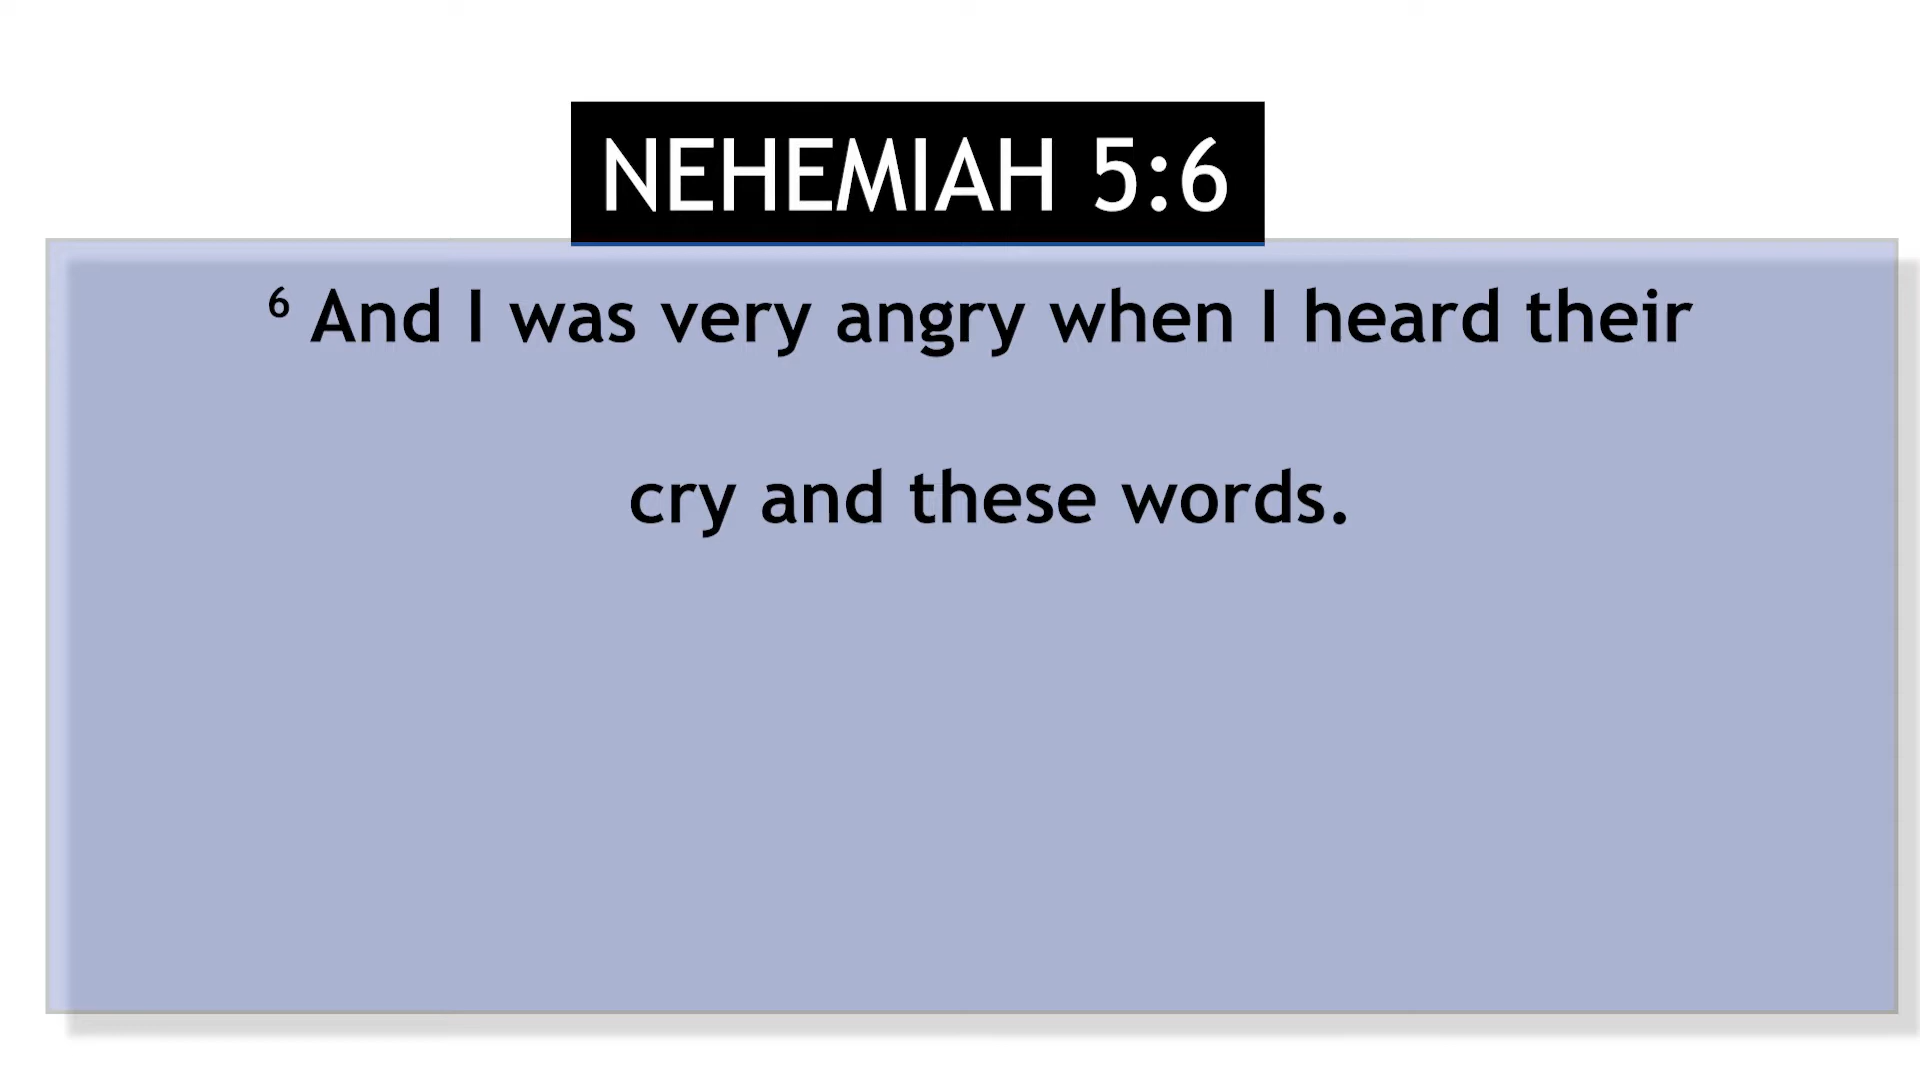 NEHEMIAH 5:6
6 And I was very angry when I heard their
cry and these words.